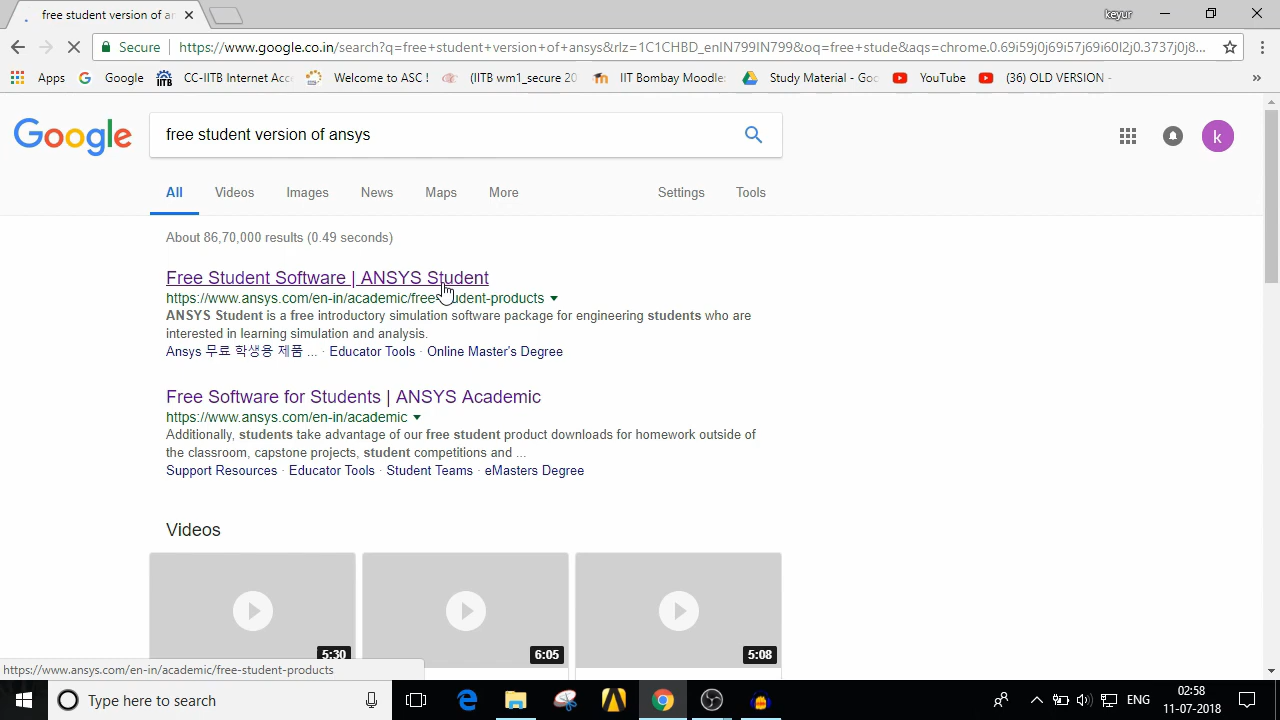 free student version of an
keyur
Secure
https://www.google.co.in/search?q=free+student+version+of+ansys&rlz=1C1CHBD_enIN799IN799&oq=free+stude&aqs=chrome.0.69i59j0j69i57j69i60l2j0.3737j0j8...
Apps Google CC-IITB Internet Acc Welcome to ASC ! (IITB wm1_secure 20 IIT Bombay Moodle Study Material - Goo YouTube (36) OLD VERSION - »
Google
free student version of ansys
k
All Videos Images News Maps More Settings Tools
About 86,70,000 results (0.49 seconds)
Free Student Software | ANSYS Student
https://www.ansys.com/en-in/academic/free-student-products
ANSYS Student is a free introductory simulation software package for engineering students who are
interested in learning simulation and analysis.
Ansys 무료 학생용 제품 ... · Educator Tools · Online Master's Degree
Free Software for Students | ANSYS Academic
https://www.ansys.com/en-in/academic
Additionally, students take advantage of our free student product downloads for homework outside of
the classroom, capstone projects, student competitions and ...
Support Resources · Educator Tools · Student Teams · eMasters Degree
Videos
5:30 6:05 5:08
https://www.ansys.com/en-in/academic/free-student-products
Type here to search
ENG
02:58
11-07-2018